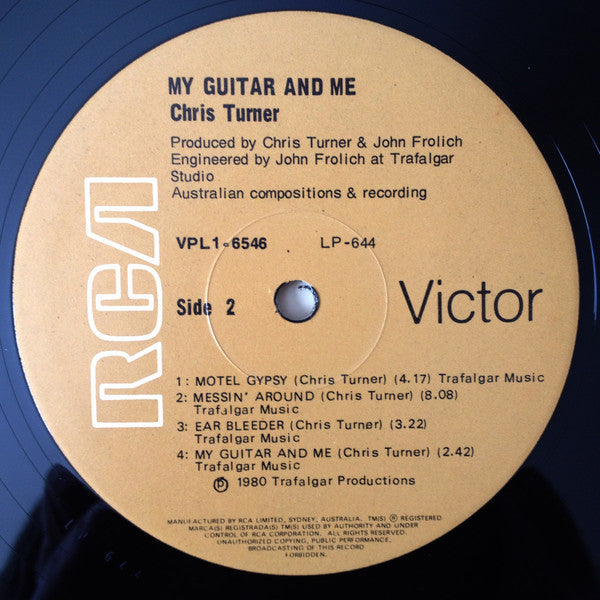 MY GUITAR AND ME
Chris Turner
Produced by Chris Turner & John Frolich
Engineered by John Frolich at Trafalgar
Studio
Australian compositions & recording
VPL1-6546 LP-644
Side 2
RCA
Victor
1: MOTEL GYPSY (Chris Turner) (4.17) Trafalgar Music
2: MESSIN' AROUND (Chris Turner) (8.08)
Trafalgar Music
3: EAR BLEEDER (Chris Turner) (3.22)
Trafalgar Music
4: MY GUITAR AND ME (Chris Turner) (2.42)
Trafalgar Music
℗ 1980 Trafalgar Productions
MANUFACTURED BY RCA LIMITED, SYDNEY, AUSTRALIA. TM(S) ® REGISTERED
MARCA(S) REGISTRADA(S) TM(S) USED BY AUTHORITY AND UNDER
CONTROL OF RCA CORPORATION. ALL RIGHTS RESERVED.
UNAUTHORIZED COPYING, PUBLIC PERFORMANCE,
BROADCASTING OF THIS RECORD
FORBIDDEN.